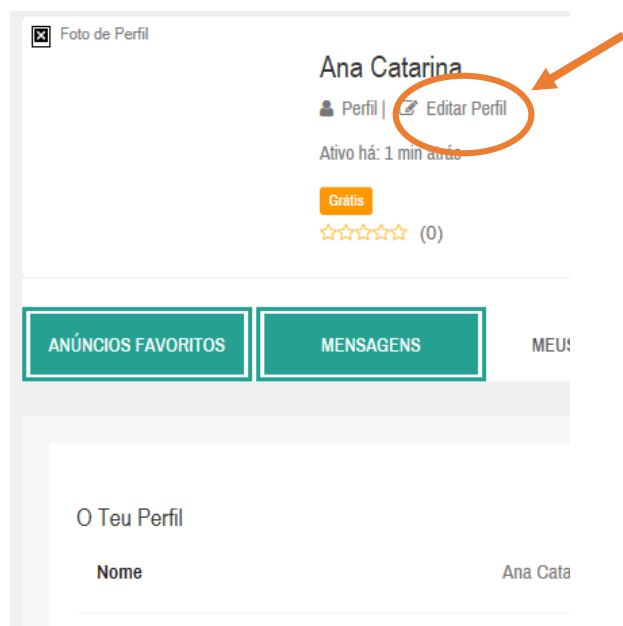 Foto de Perfil
Ana Catarina
Perfil | Editar Perfil
Ativo há: 1 min atrás
Grátis
(0)
ANÚNCIOS FAVORITOS MENSAGENS MEUS
O Teu Perfil
Nome Ana Cata